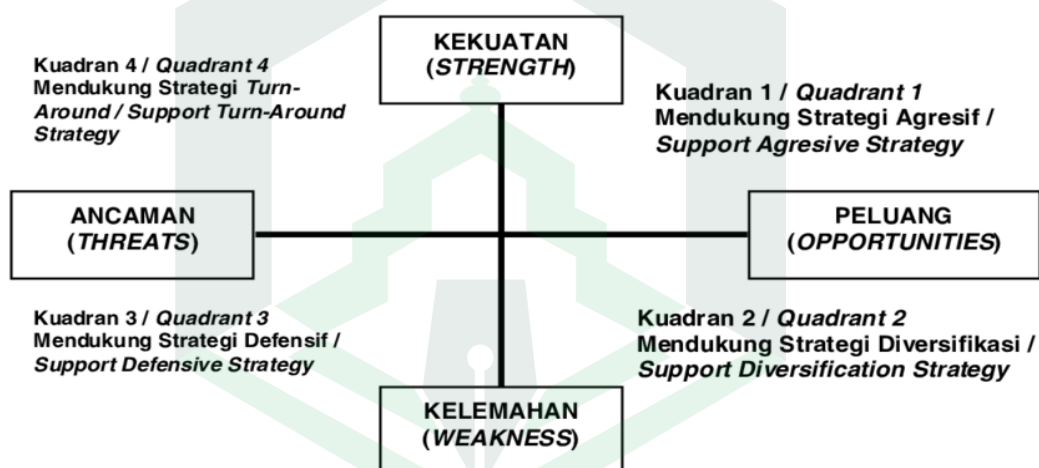 KEKUATAN
(STRENGTH)
Kuadran 4 / Quadrant 4
Mendukung Strategi Turn-
Around / Support Turn-Around
Strategy
Kuadran 1 / Quadrant 1
Mendukung Strategi Agresif /
Support Agresive Strategy
ANCAMAN
(THREATS)
PELUANG
(OPPORTUNITIES)
Kuadran 3 / Quadrant 3
Mendukung Strategi Defensif /
Support Defensive Strategy
Kuadran 2 / Quadrant 2
Mendukung Strategi Diversifikasi /
Support Diversification Strategy
KELEMAHAN
(WEAKNESS)